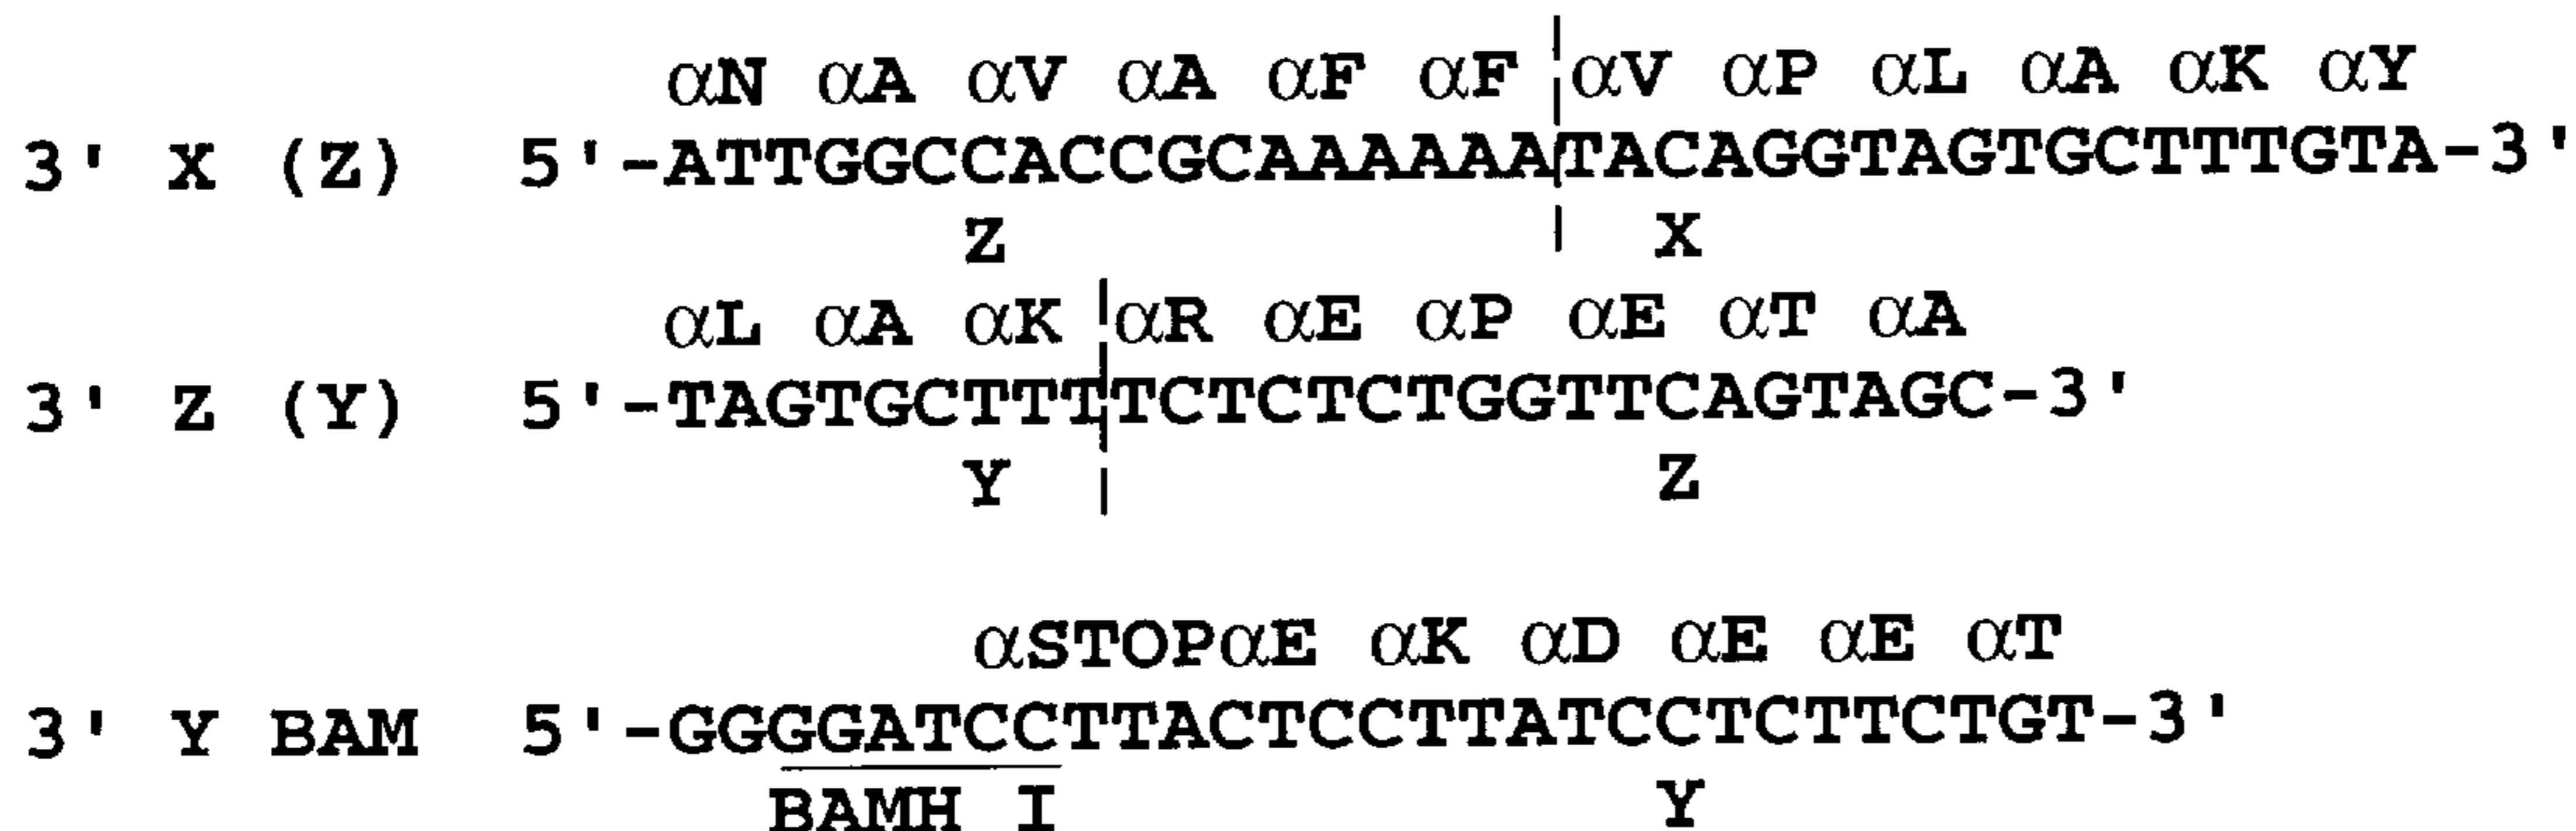 αN αA αV αA αF αF αV αP αL αA αK αY
3' X (Z) 5'-ATTGGCCACCGCAAAAAATACAGGTAGTGCTTTGTA-3'
Z X
αL αA αK αR αE αP αE αT αA
3' Z (Y) 5'-TAGTGCTTTTCTCTCTGGTTCAGTAGC-3'
Y Z
αSTOPαE αK αD αE αE αT
3' Y BAM 5'-GGGGATCCTTACTCCTTATCCTCTTCTGT-3'
BAMH I Y